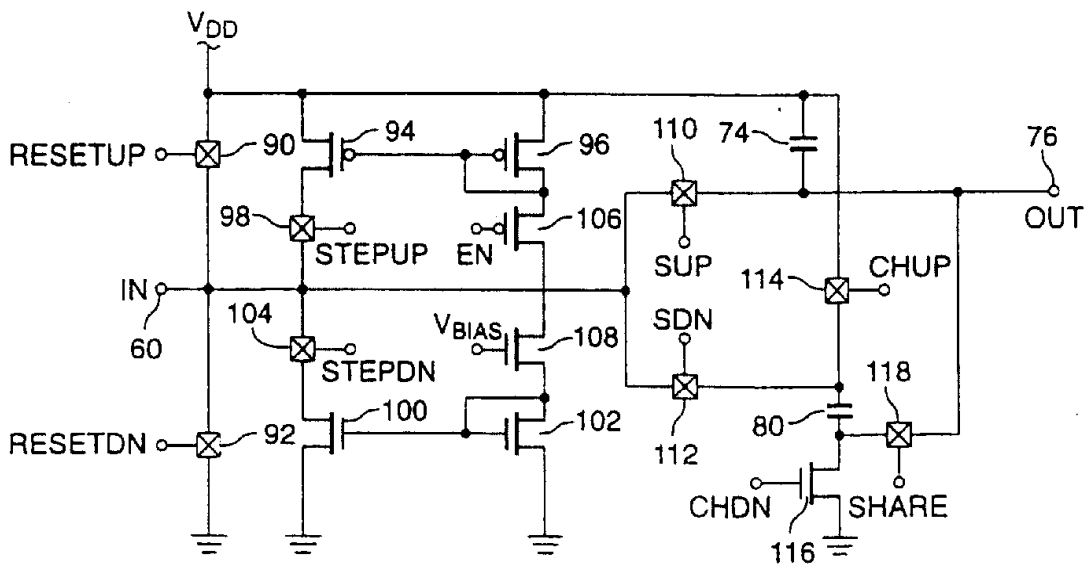 VDD
RESETUP
90
94
96
98
STEPUP
EN
106
IN
60
104
STEPDN
VBIAS
108
RESETDN
92
100
102
110
74
76
OUT
SUP
114
CHUP
SDN
112
80
118
CHDN
116
SHARE